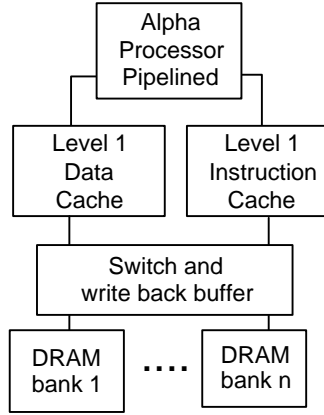 Alpha
Processor
Pipelined
Level 1
Data
Cache
Level 1
Instruction
Cache
Switch and
write back buffer
DRAM
bank 1
....
DRAM
bank n